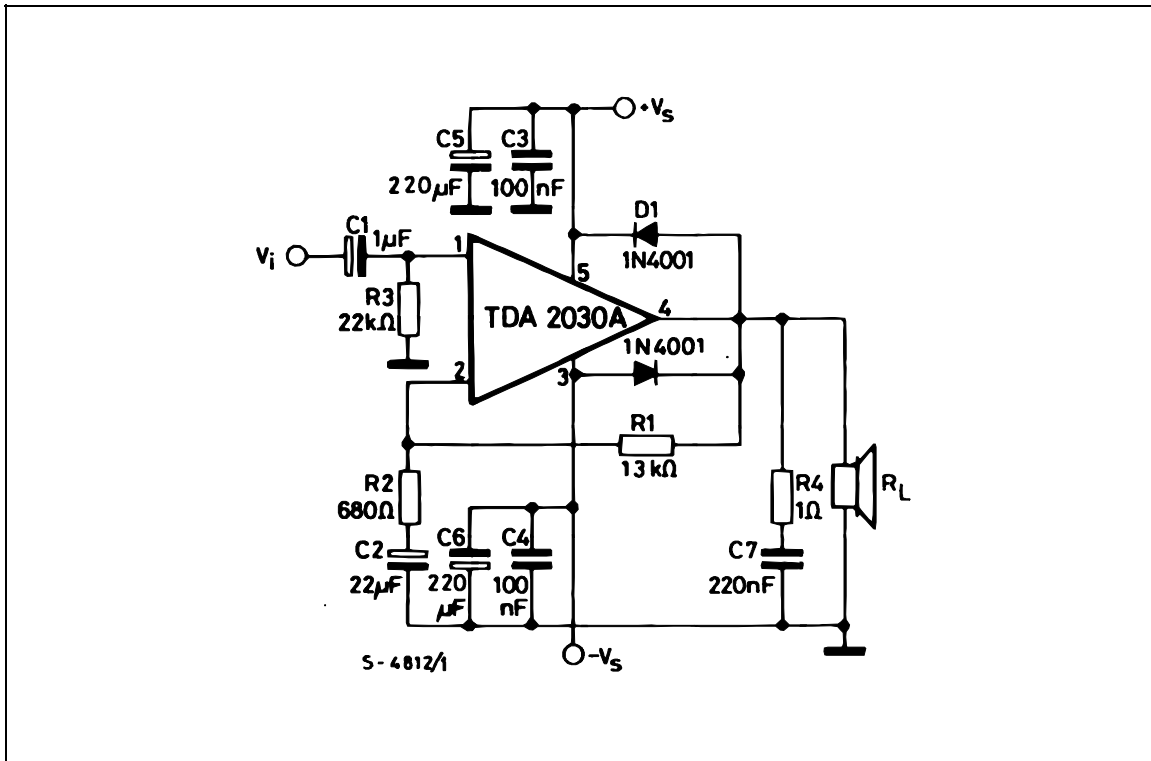 +Vs
C5
C3
220µF
100nF
C1
1µF
D1
Vi
1
5
1N4001
R3
22kΩ
TDA 2030A
4
1N4001
2
3
R1
13kΩ
R2
680Ω
R4
1Ω
RL
C2
22µF
C6
220
µF
C4
100
nF
C7
220nF
S-4812/1
-Vs